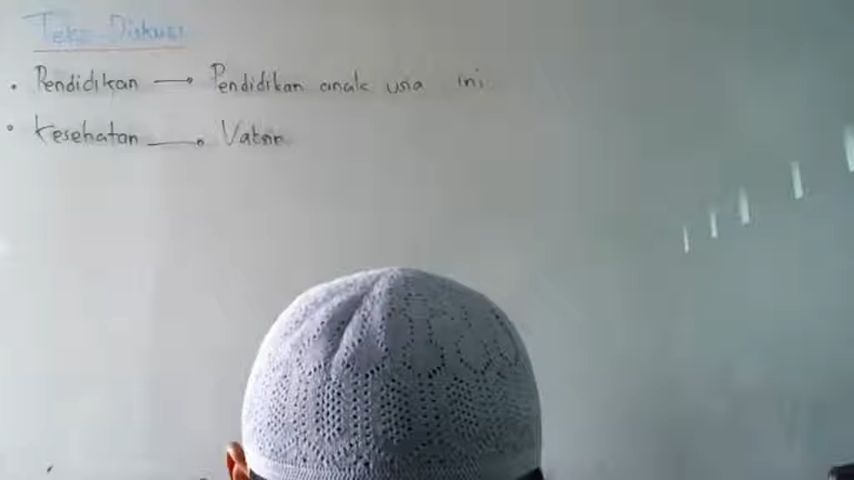 Teks Diskusi
• Pendidikan → Pendidikan anak usia ini.
• Kesehatan → Vaksin